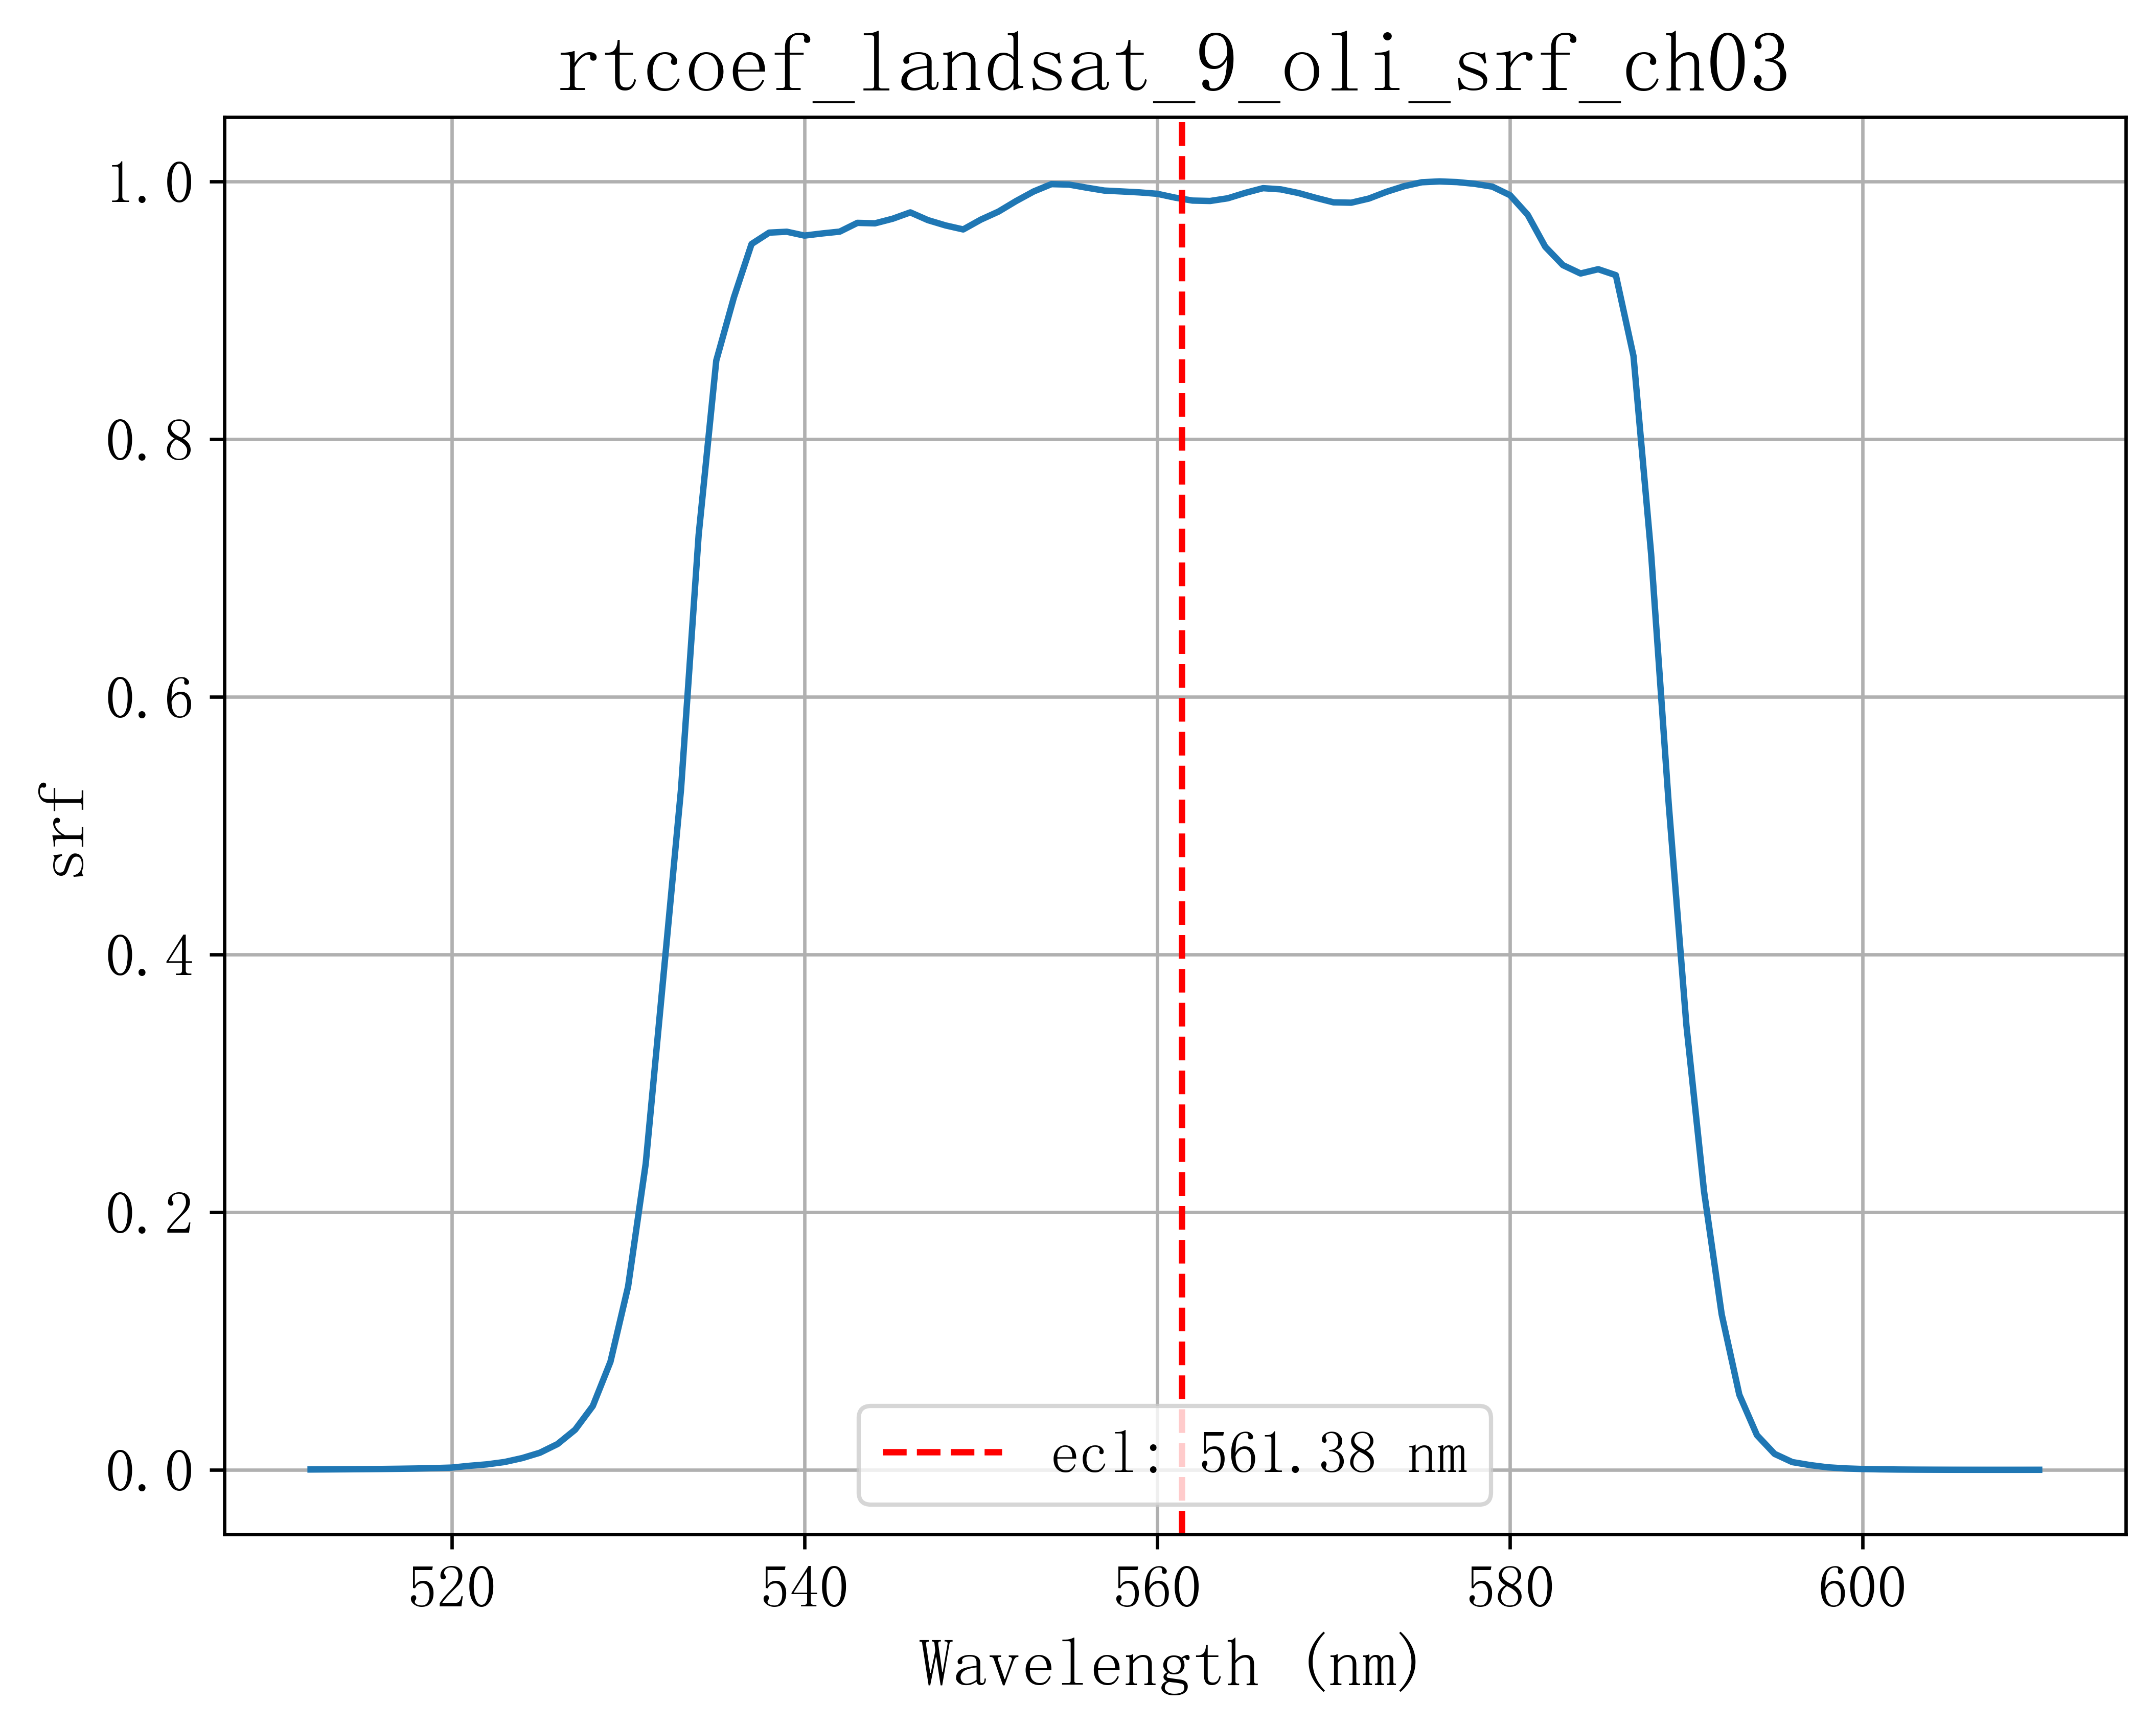 rtcoef_landsat_9_oli_srf_ch03
1.0
0.8
0.6
0.4
0.2
0.0
srf
ecl: 561.38 nm
520 540 560 580 600
Wavelength (nm)